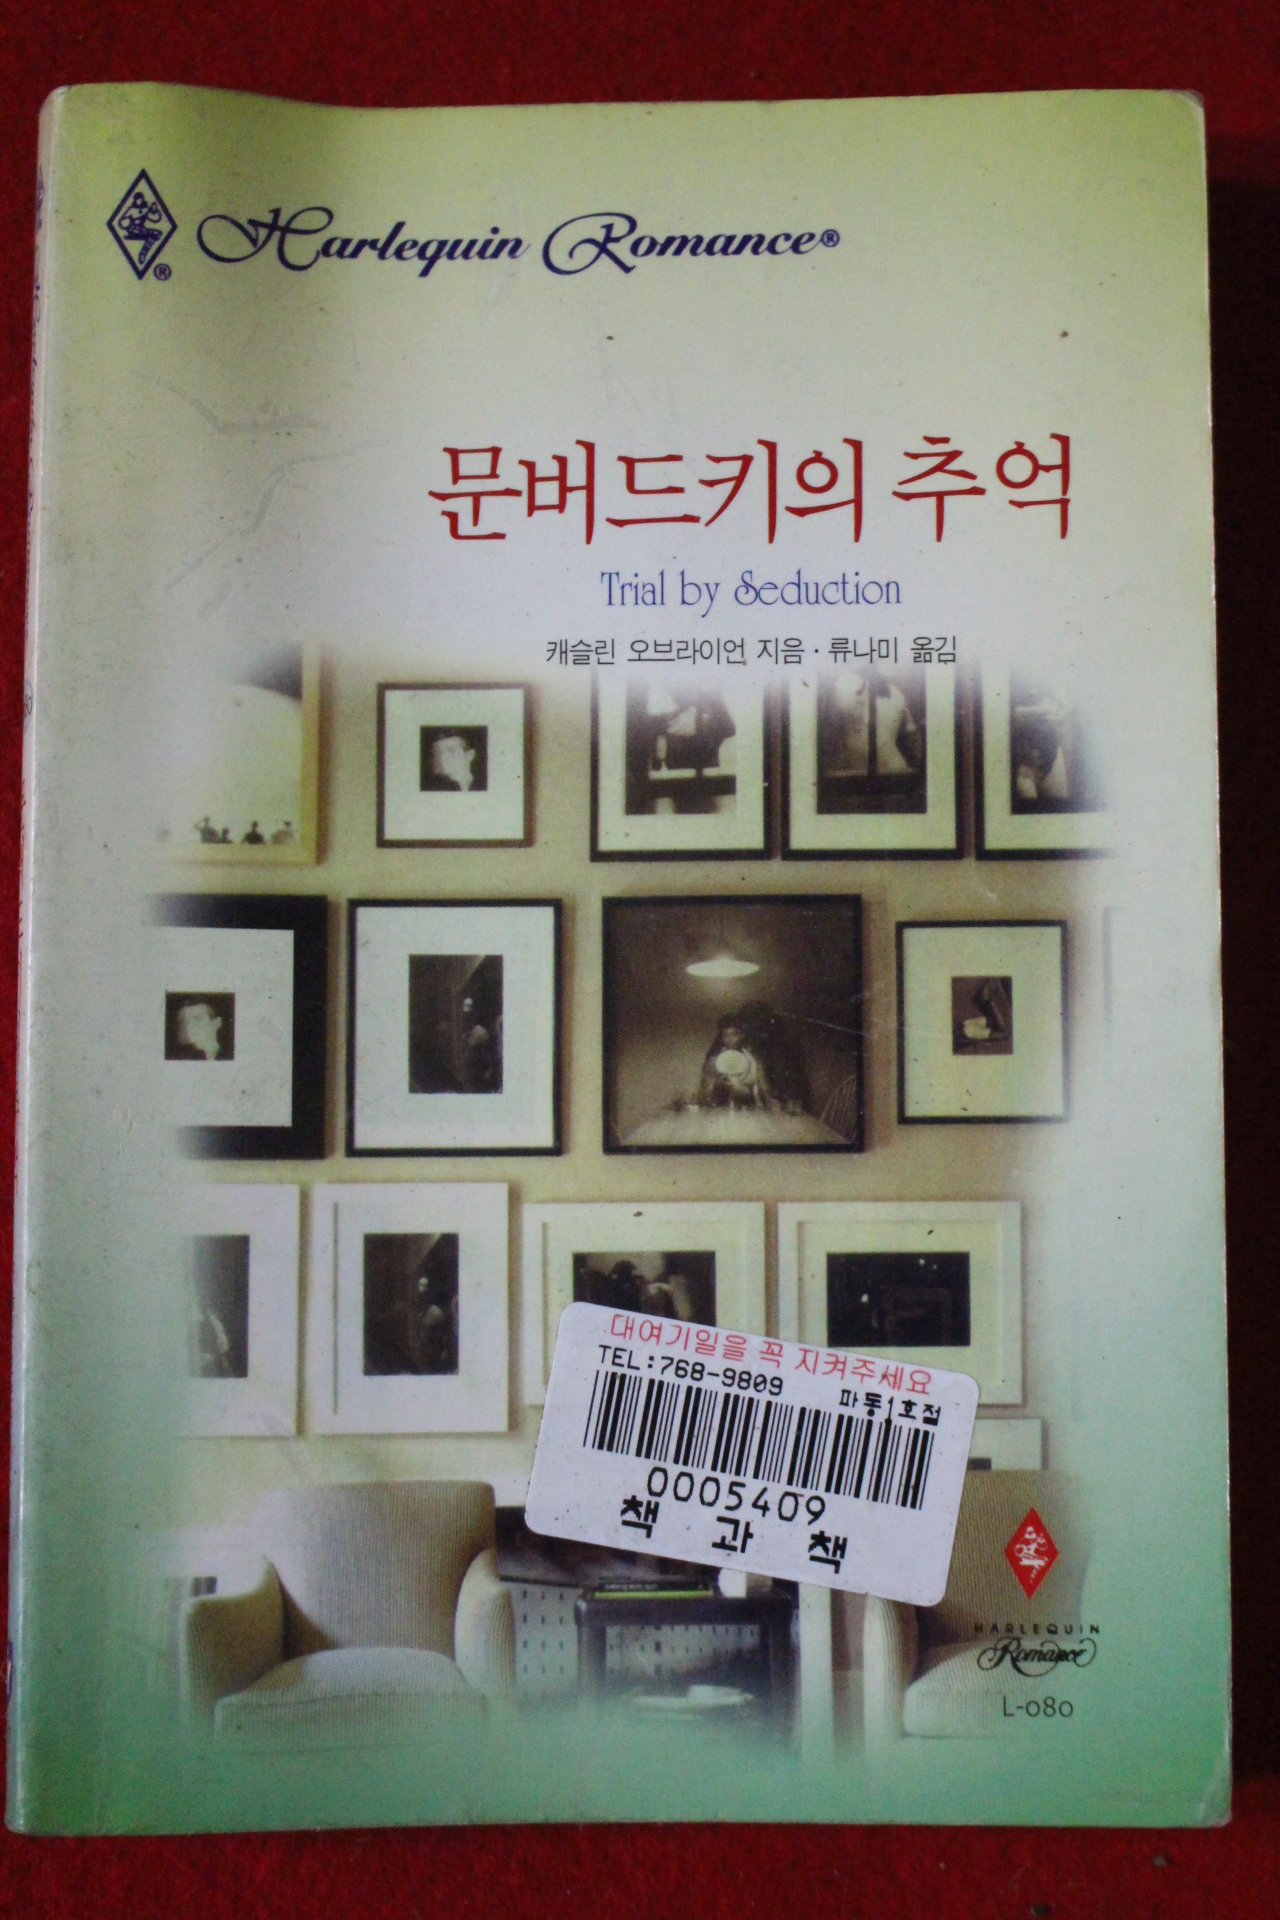 Harlequin Romance®
®
문버드키의 추억
Trial by Seduction
캐슬린 오브라이언 지음·류나미 옮김
대여기일을 꼭 지켜주세요
TEL:768-9809 파동1호점
0005409
책 과 책
HARLEQUIN
Romance
L-080